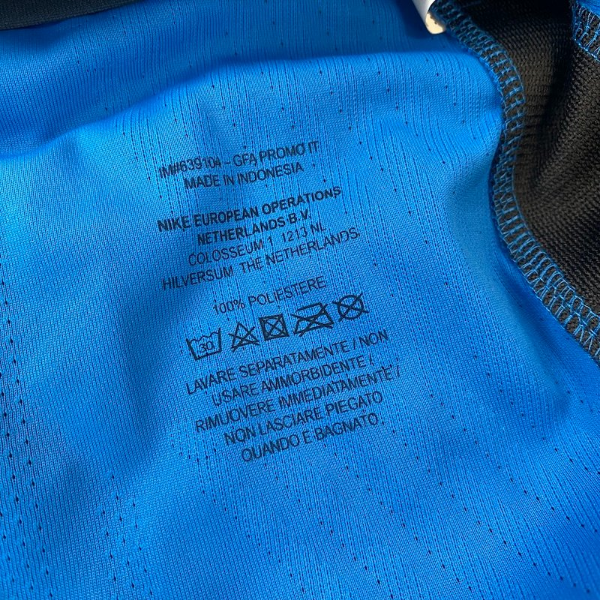 IM#639104 - GFA PROMO IT
MADE IN INDONESIA
NIKE EUROPEAN OPERATIONS
NETHERLANDS B.V.
COLOSSEUM 1 1213 NL
HILVERSUM THE NETHERLANDS
100% POLIESTERE
30
LAVARE SEPARATAMENTE / NON
USARE AMMORBIDENTE /
RIMUOVERE IMMEDIATAMENTE /
NON LASCIARE PIEGATO
QUANDO E BAGNATO.